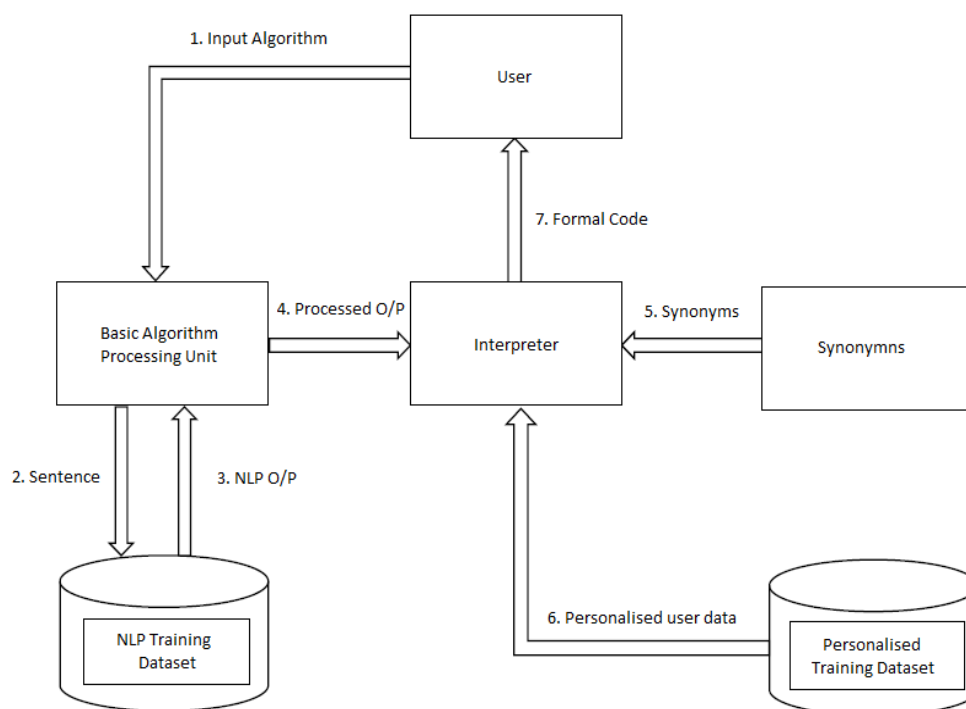 1. Input Algorithm
User
7. Formal Code
4. Processed O/P
5. Synonyms
Basic Algorithm
Processing Unit
Interpreter
Synonymns
2. Sentence
3. NLP O/P
6. Personalised user data
NLP Training
Dataset
Personalised
Training Dataset